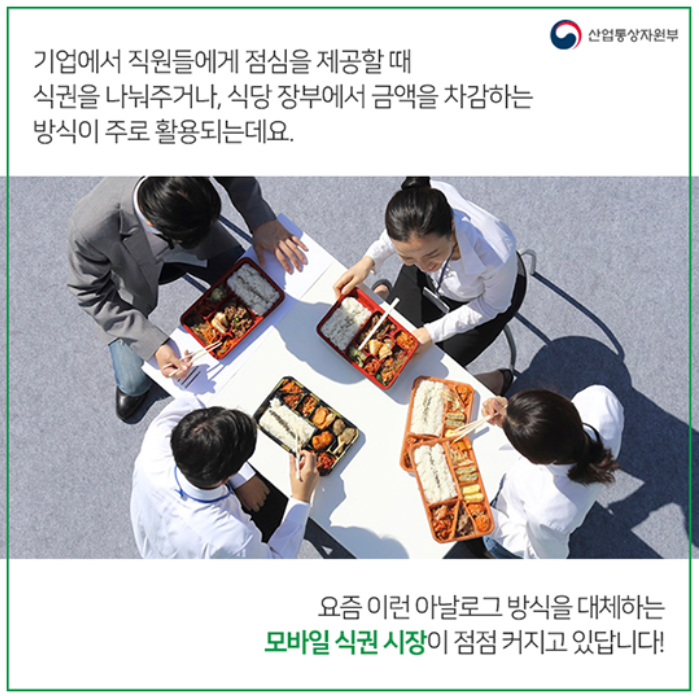 산업통상자원부
기업에서 직원들에게 점심을 제공할 때
식권을 나눠주거나, 식당 장부에서 금액을 차감하는
방식이 주로 활용되는데요.
요즘 이런 아날로그 방식을 대체하는
모바일 식권 시장이 점점 커지고 있답니다!